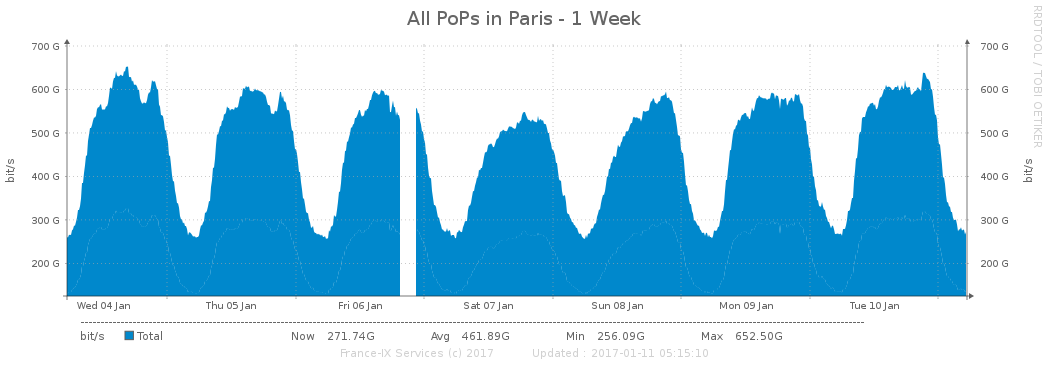 All PoPs in Paris - 1 Week
RRDTOOL / TOBI OETIKER
700 G 700 G
600 G 600 G
500 G 500 G
400 G 400 G
300 G 300 G
200 G 200 G
bit/s bit/s
Wed 04 Jan Thu 05 Jan Fri 06 Jan Sat 07 Jan Sun 08 Jan Mon 09 Jan Tue 10 Jan
bit/s Total Now 271.74G Avg 461.89G Min 256.09G Max 652.50G
France-IX Services (c) 2017 Updated : 2017-01-11 05:15:10